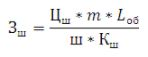 З_ш = (Ц_ш * m * L_об) / (ш * К_ш)